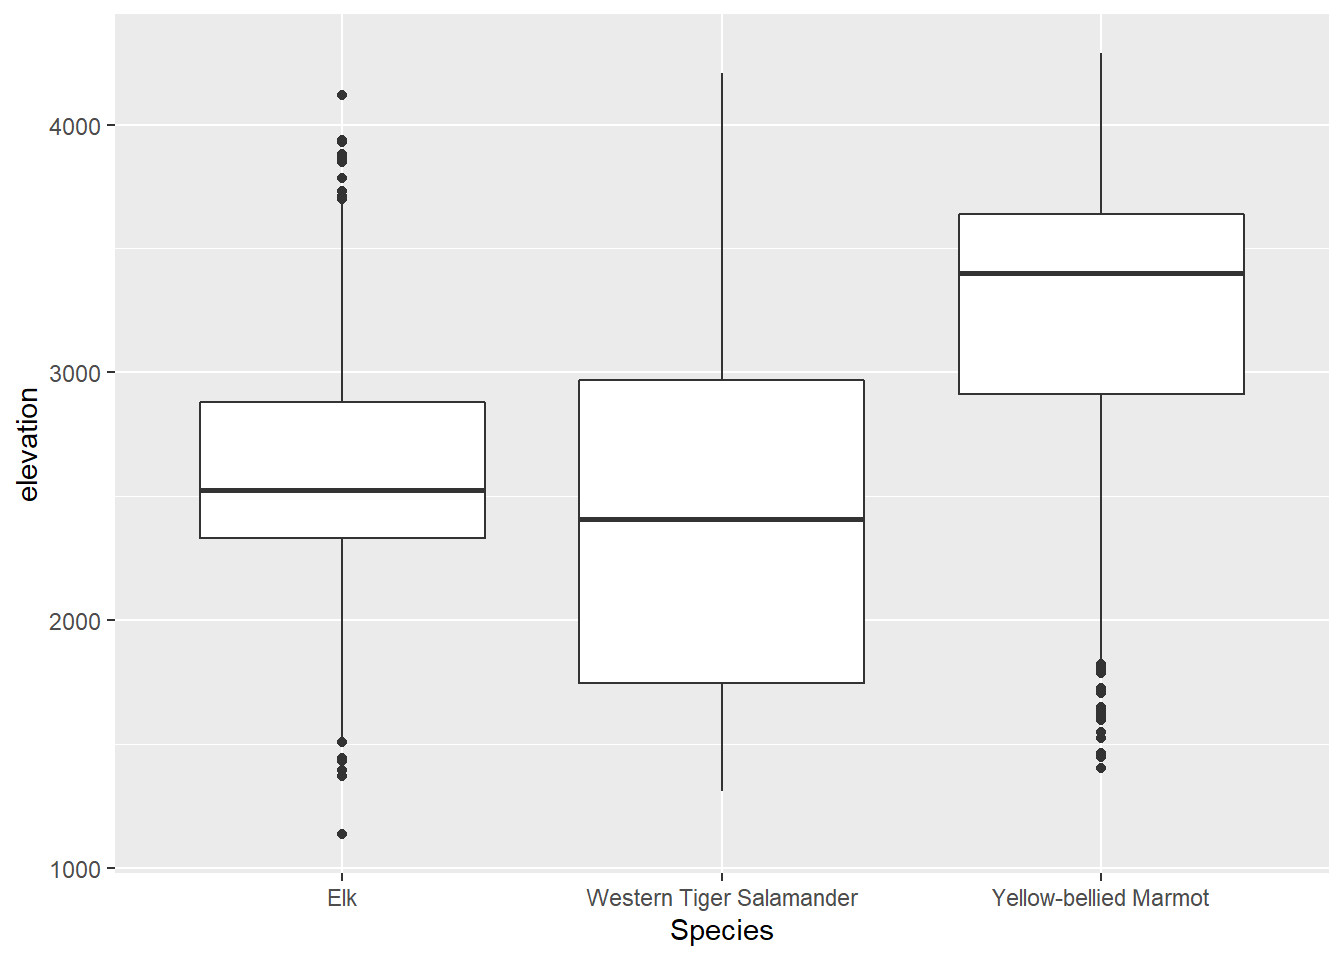 elevation
4000
3000
2000
1000
Elk
Western Tiger Salamander
Yellow-bellied Marmot
Species